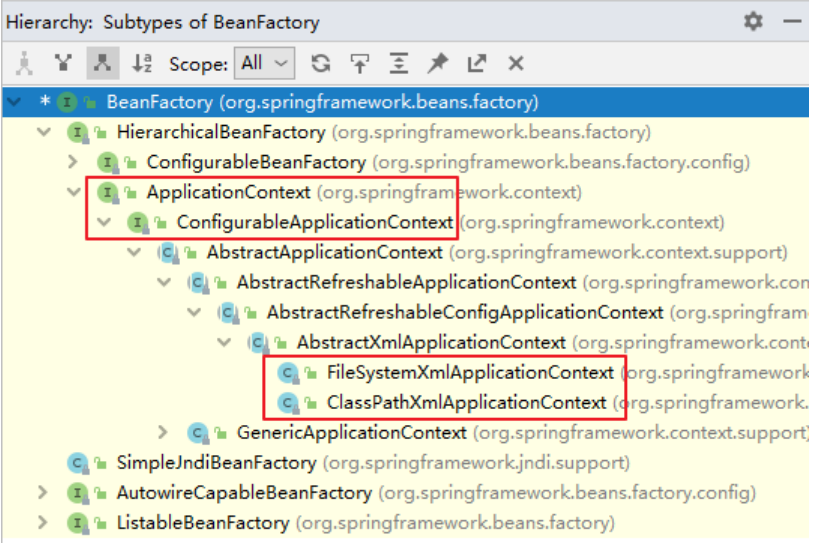 Hierarchy: Subtypes of BeanFactory
Scope: All
* BeanFactory (org.springframework.beans.factory)
HierarchicalBeanFactory (org.springframework.beans.factory)
ConfigurableBeanFactory (org.springframework.beans.factory.config)
ApplicationContext (org.springframework.context)
ConfigurableApplicationContext (org.springframework.context)
AbstractApplicationContext (org.springframework.context.support)
AbstractRefreshableApplicationContext (org.springframework.con
AbstractRefreshableConfigApplicationContext (org.springfram
AbstractXmlApplicationContext (org.springframework.cont
FileSystemXmlApplicationContext (org.springframework
ClassPathXmlApplicationContext (org.springframework.
GenericApplicationContext (org.springframework.context.support)
SimpleJndiBeanFactory (org.springframework.jndi.support)
AutowireCapableBeanFactory (org.springframework.beans.factory.config)
ListableBeanFactory (org.springframework.beans.factory)